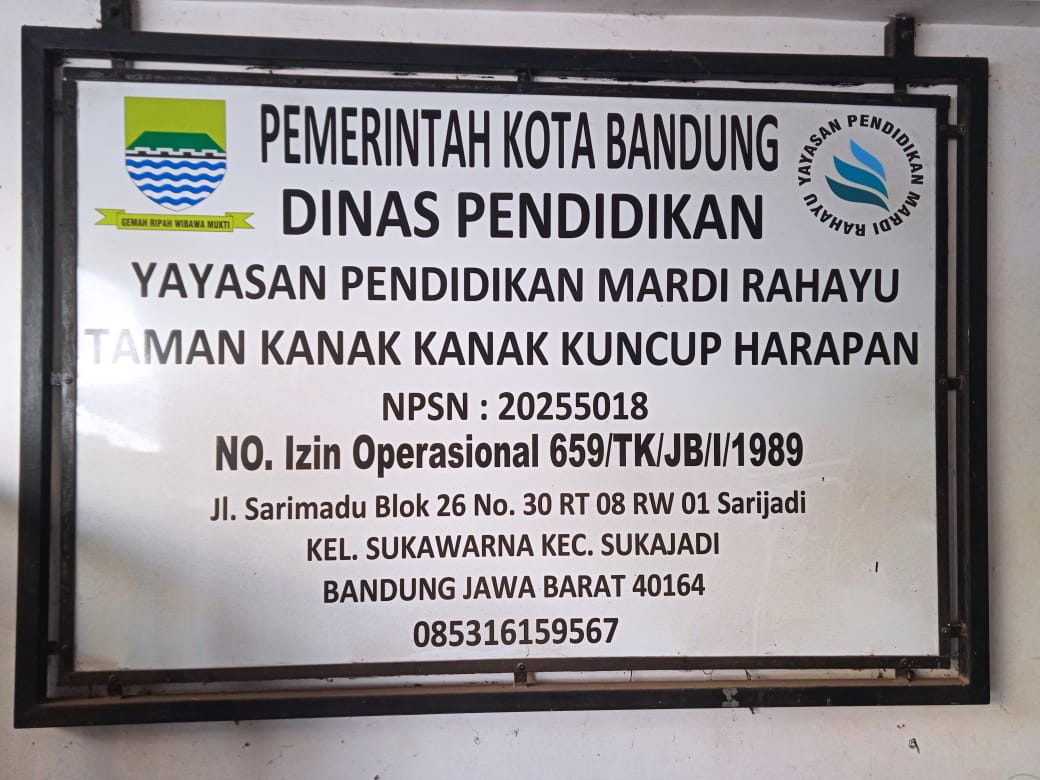 PEMERINTAH KOTA BANDUNG
DINAS PENDIDIKAN
GEMAH RIPAH WIBAWA MUKTI
YAYASAN PENDIDIKAN MARDI RAHAYU
YAYASAN PENDIDIKAN MARDI RAHAYU
TAMAN KANAK KANAK KUNCUP HARAPAN
NPSN : 20255018
NO. Izin Operasional 659/TK/JB/I/1989
Jl. Sarimadu Blok 26 No. 30 RT 08 RW 01 Sarijadi
KEL. SUKAWARNA KEC. SUKAJADI
BANDUNG JAWA BARAT 40164
085316159567